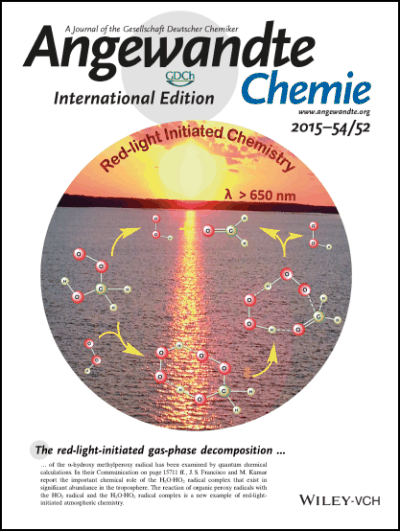 A Journal of the Gesellschaft Deutscher Chemiker
Angewandte
GDCh
International Edition
Chemie
www.angewandte.org
2015–54/52
Red-light Initiated Chemistry
λ > 650 nm
The red-light-initiated gas-phase decomposition ...
... of the α-hydroxy methylperoxy radical has been examined by quantum chemical
calculations. In their Communication on page 15711 ff., J. S. Francisco and M. Kumar
report the important chemical role of the H2O·HO2 radical complex that exist in
significant abundance in the troposphere. The reaction of organic peroxy radicals with
the HO2 radical and the H2O·HO2 radical complex is a new example of red-light-
initiated atmospheric chemistry.
WILEY-VCH